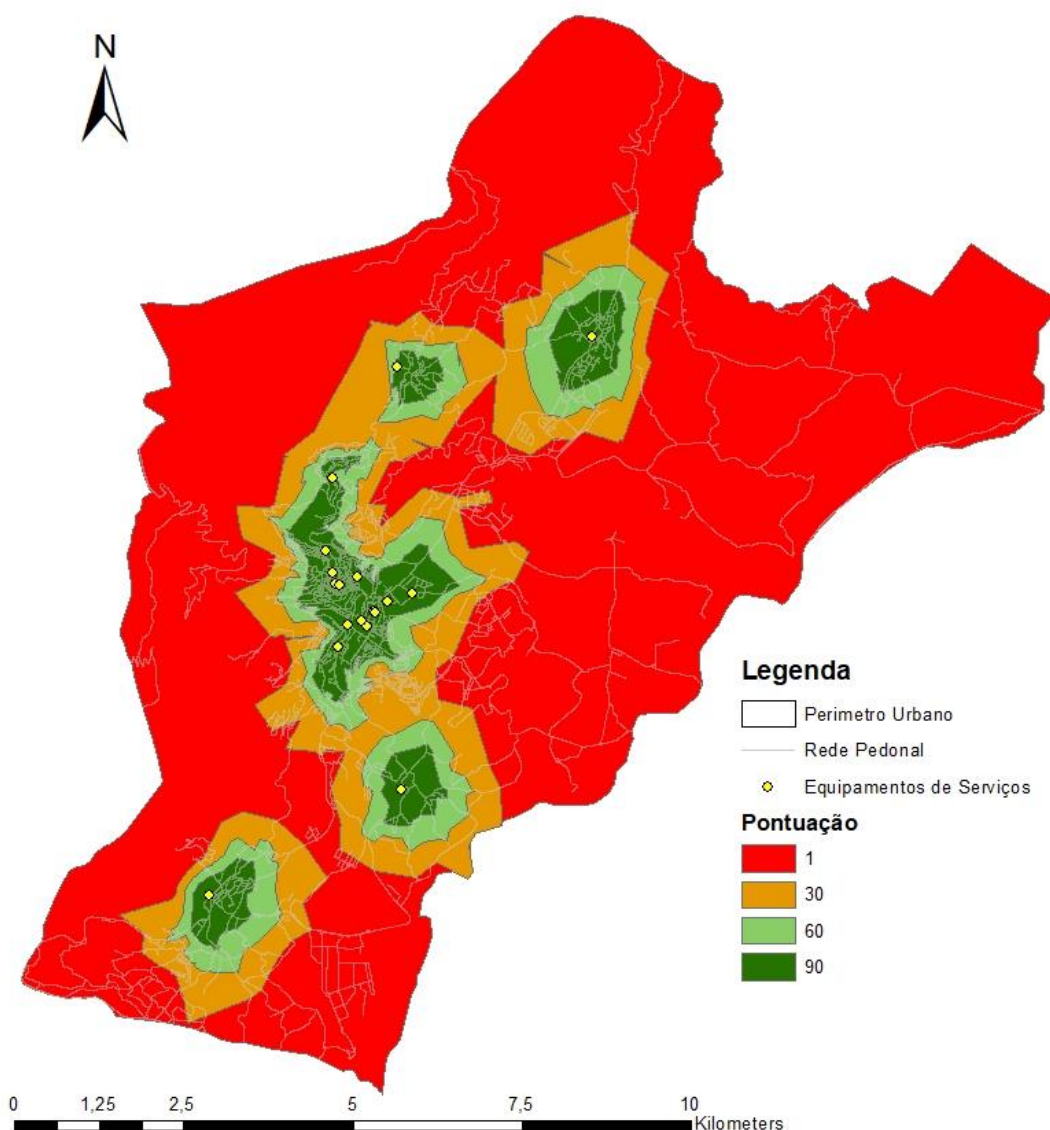 N
Legenda
Perimetro Urbano
Rede Pedonal
Equipamentos de Serviços
Pontuação
1
30
60
90
0 1,25 2,5 5 7,5 10
Kilometers